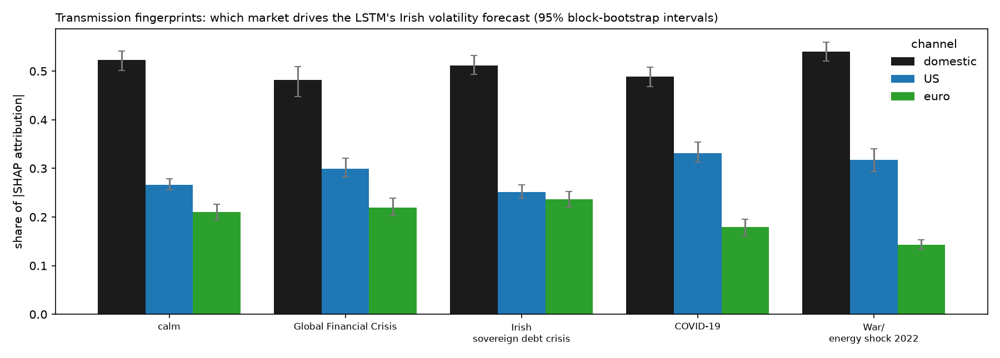 Transmission fingerprints: which market drives the LSTM's Irish volatility forecast (95% block-bootstrap intervals)
share of |SHAP attribution|
0.5
0.4
0.3
0.2
0.1
0.0
channel
domestic
US
euro
calm
Global Financial Crisis
Irish
sovereign debt crisis
COVID-19
War/
energy shock 2022